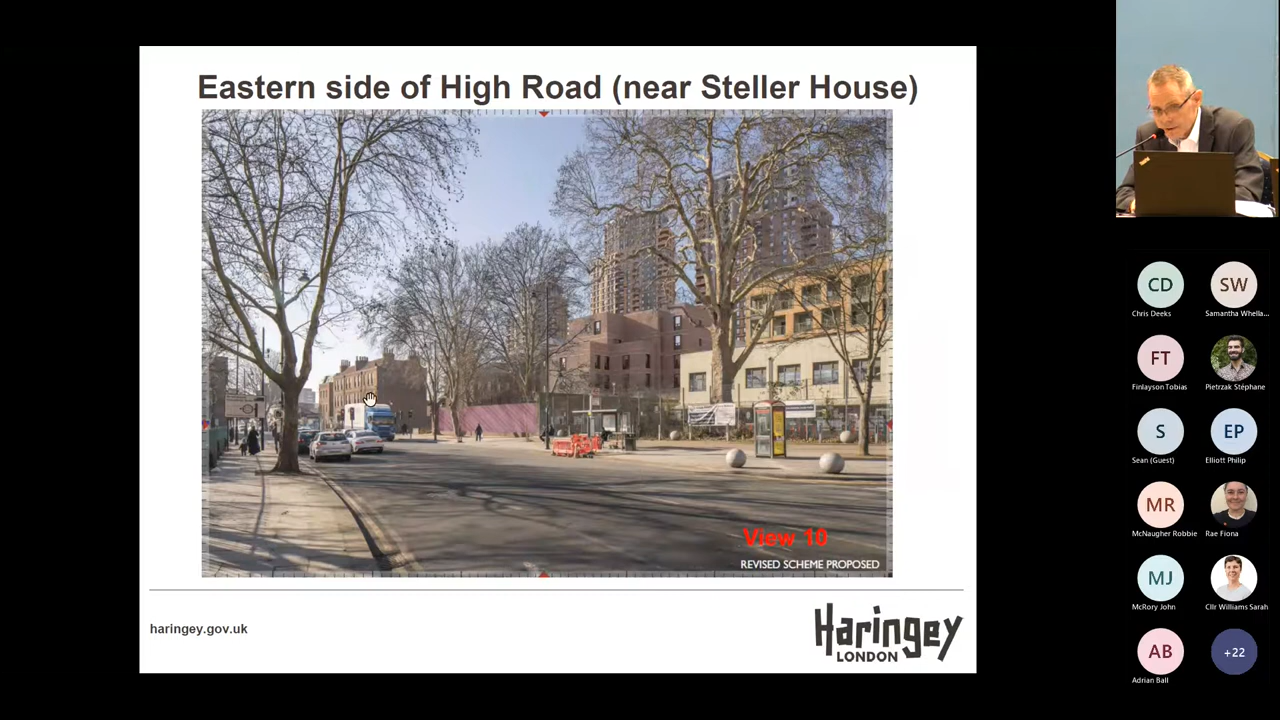 Eastern side of High Road (near Steller House)
View 10
REVISED SCHEME PROPOSED
haringey.gov.uk
Haringey
LONDON
CD
Chris Deeks
SW
Samantha Whella...
FT
Finlayson Tobias
Pietrzak Stéphane
S
Sean (Guest)
EP
Elliott Philip
MR
McNaugher Robbie
Rae Fiona
MJ
McRory John
Cllr Williams Sarah
AB
Adrian Ball
+22